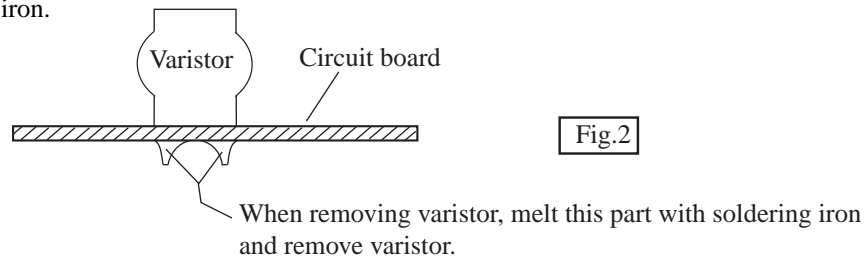 iron.
Varistor
Circuit board
Fig.2
When removing varistor, melt this part with soldering iron
and remove varistor.